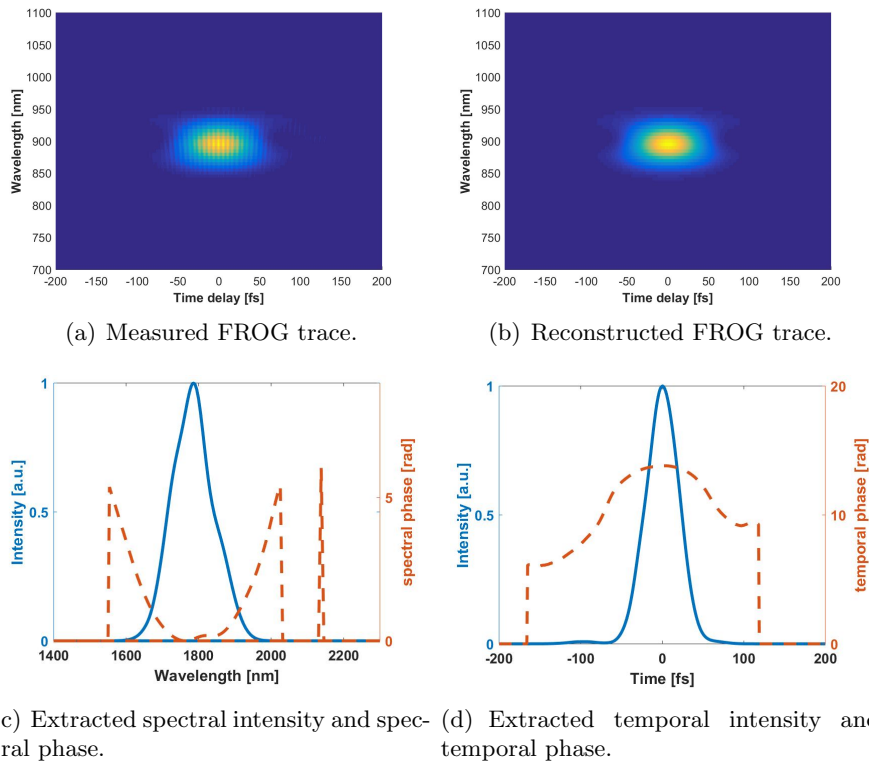 1100
1050
1000
950
900
850
800
750
700
Wavelength [nm]
-200 -150 -100 -50 0 50 100 150 200
Time delay [fs]
(a) Measured FROG trace.
1100
1050
1000
950
900
850
800
750
700
Wavelength [nm]
-200 -150 -100 -50 0 50 100 150 200
Time delay [fs]
(b) Reconstructed FROG trace.
1
0.5
0
Intensity [a.u.]
5
0
spectral phase [rad]
1400 1600 1800 2000 2200
Wavelength [nm]
c) Extracted spectral intensity and spec-
ral phase.
1
0.5
0
Intensity [a.u.]
20
10
0
temporal phase [rad]
-200 -100 0 100 200
Time [fs]
(d) Extracted temporal intensity and
temporal phase.